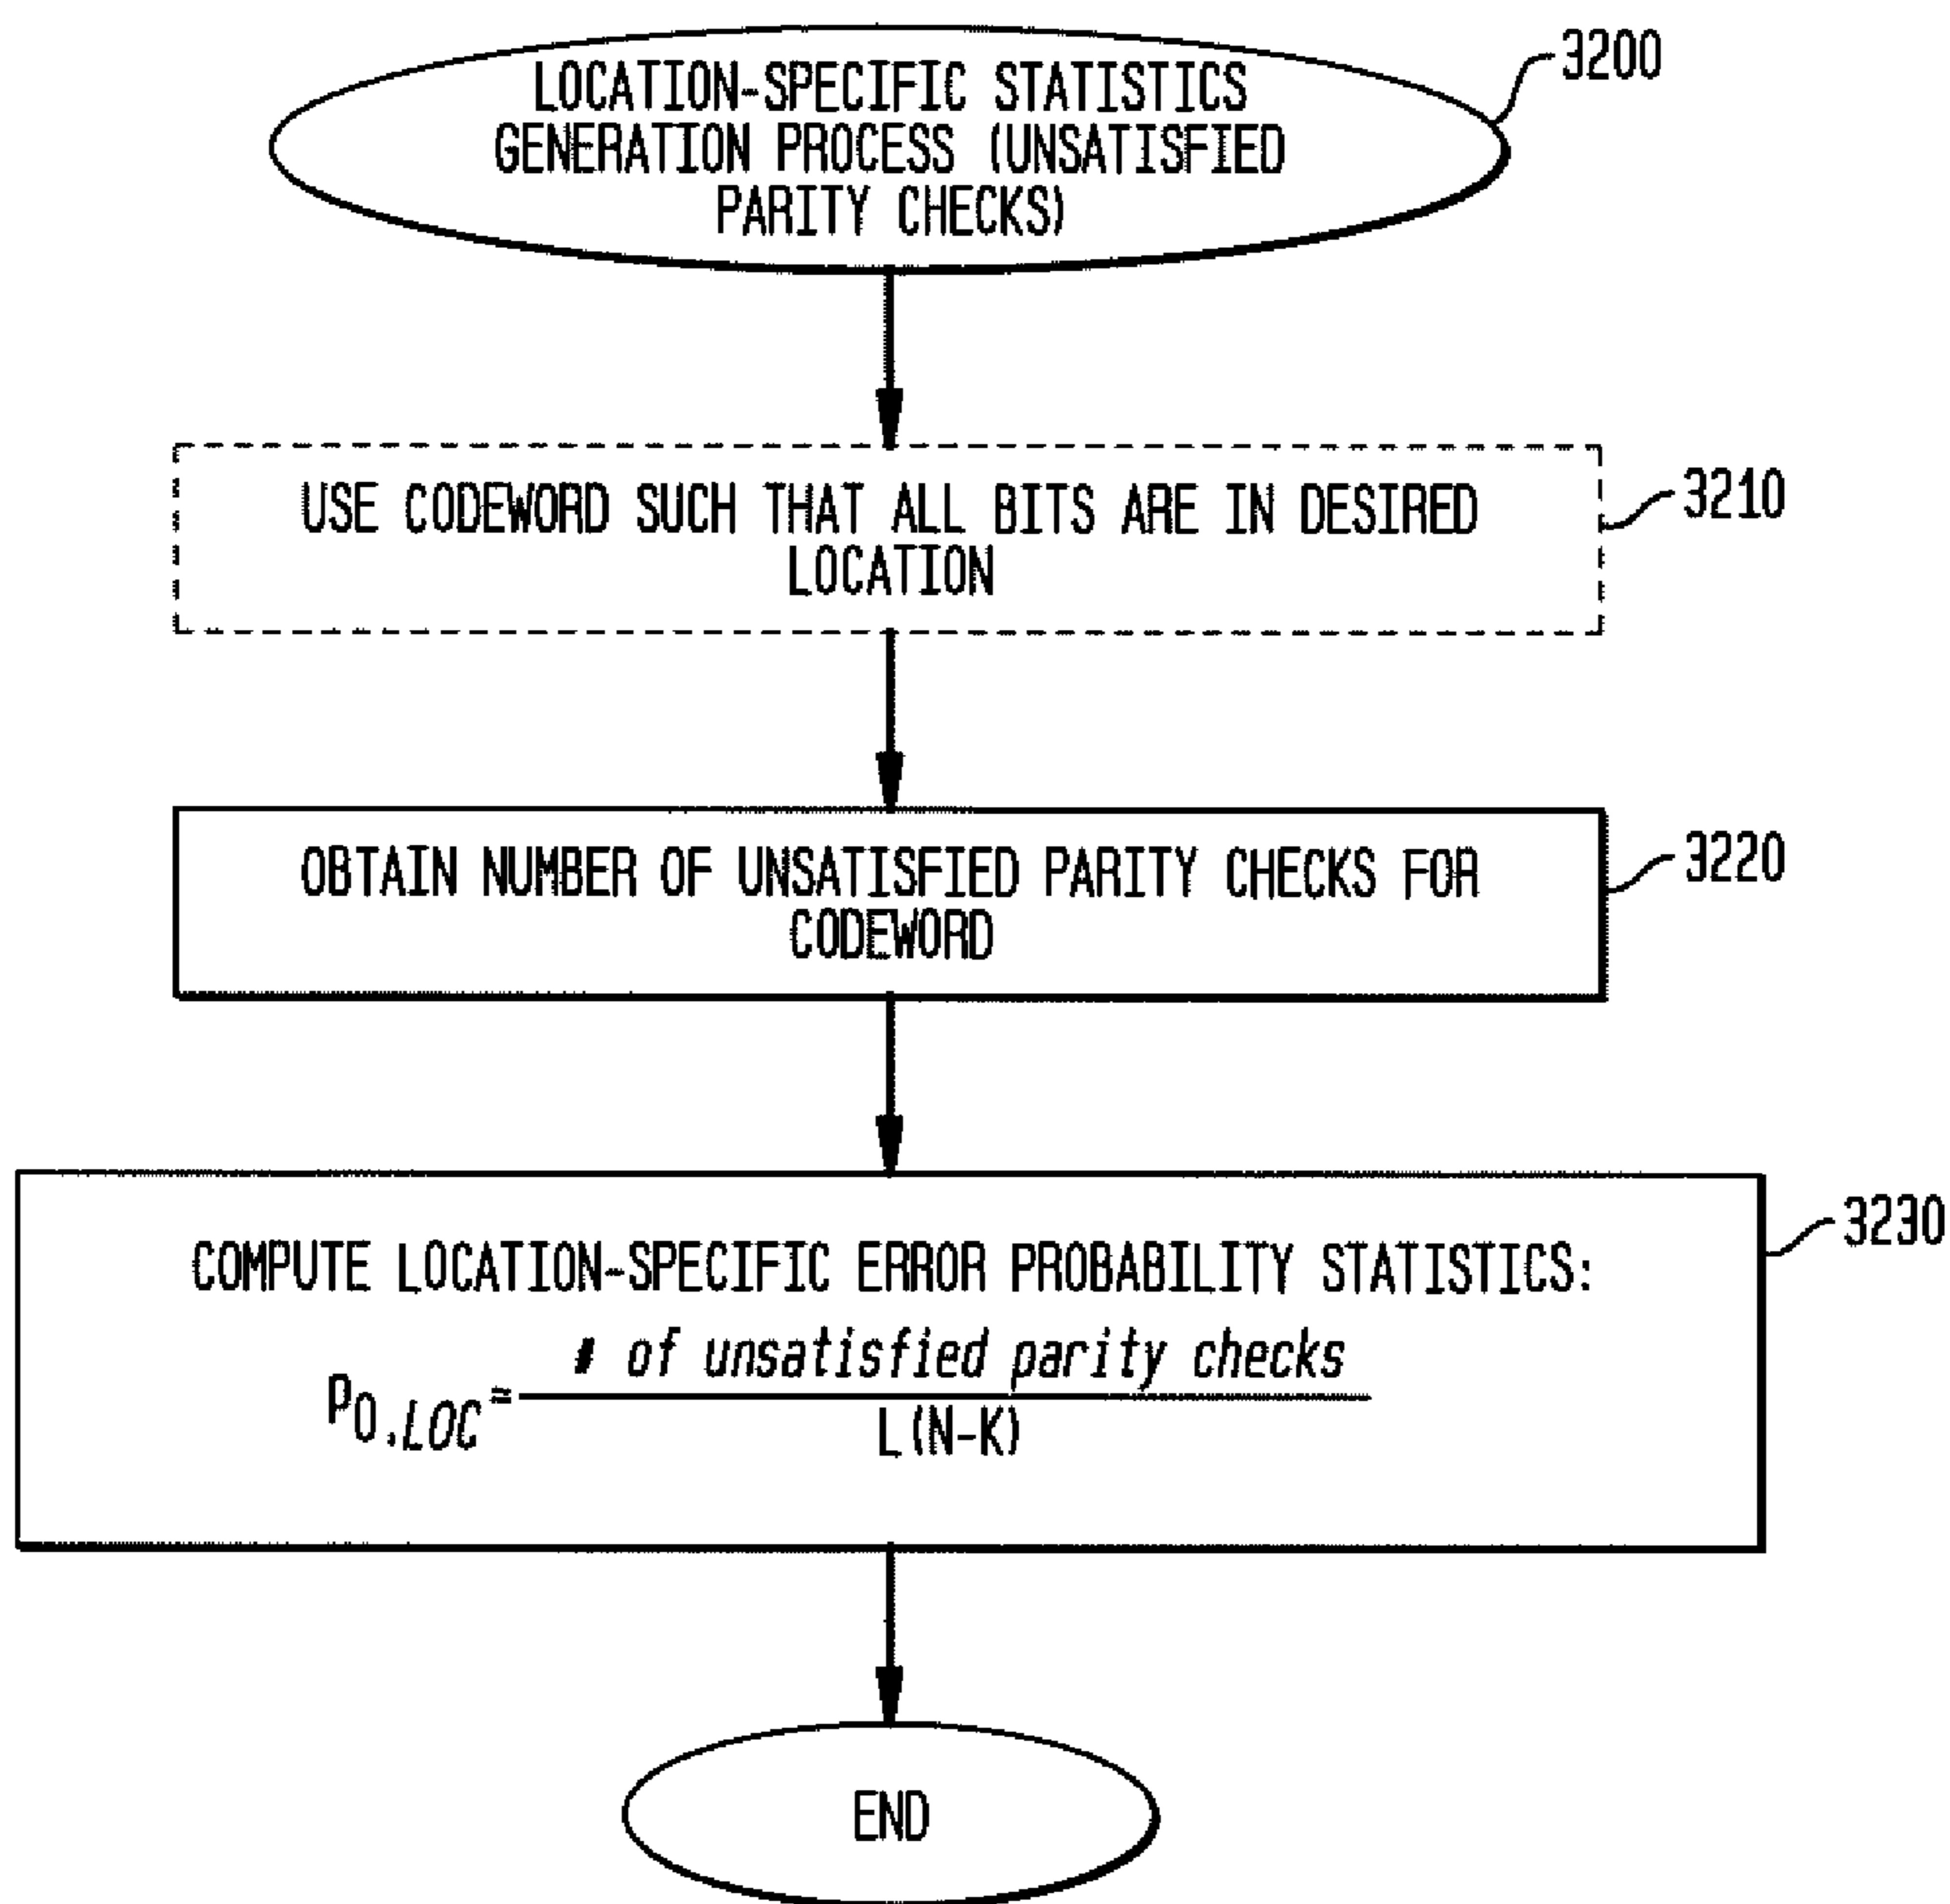 LOCATION-SPECIFIC STATISTICS
GENERATION PROCESS (UNSATISFIED
PARITY CHECKS)
3200
USE CODEWORD SUCH THAT ALL BITS ARE IN DESIRED
LOCATION
3210
OBTAIN NUMBER OF UNSATISFIED PARITY CHECKS FOR
CODEWORD
3220
COMPUTE LOCATION-SPECIFIC ERROR PROBABILITY STATISTICS:
3230
# of unsatisfied parity checks
P0,LOC=
L(N-K)
END